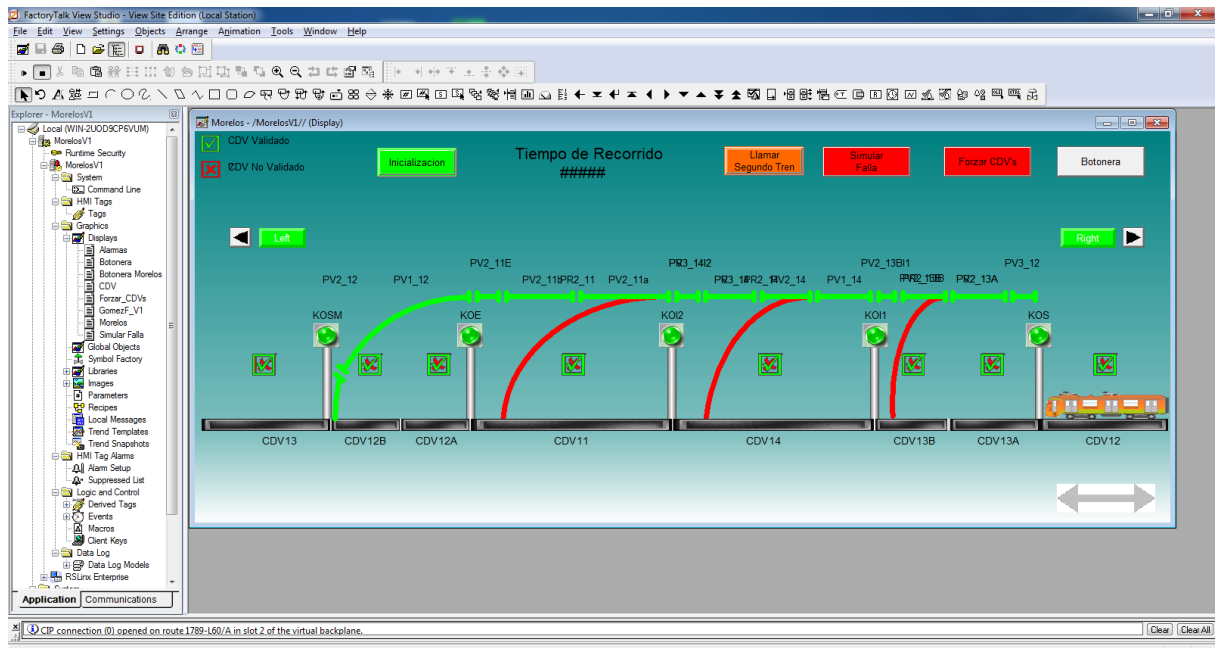 FactoryTalk View Studio - View Site Edition (Local Station)
File Edit View Settings Objects Arrange Animation Tools Window Help
Explorer - MorelosV1
Local (WIN-2UOD9CP6VUM)
MorelosV1
Runtime Security
MorelosV1
System
Command Line
HMI Tags
Tags
Graphics
Displays
Alarmas
Botonera
Botonera Morelos
CDV
Forzar_CDVs
GomezF_V1
Morelos
Simular Falla
Global Objects
Symbol Factory
Libraries
Images
Parameters
Recipes
Local Messages
Trend Templates
Trend Snapshots
HMI Tag Alarms
Alarm Setup
Suppressed List
Logic and Control
Derived Tags
Events
Macros
Client Keys
Data Log
Data Log Models
RSLinx Enterprise
Application Communications
Morelos - /MorelosV1// (Display)
CDV Validado
CDV No Validado
Inicializacion
Tiempo de Recorrido
#####
Llamar
Segundo Tren
Simular
Falla
Forzar CDV's
Botonera
Left
Right
PV2_11E PV2_13BI1 PV3_12
PV2_12 PV1_12 PR2_11 PV2_11a PV2_14 PV1_14 PR2_13A
KOSM KOE KOI2 KOI1 KOS
CDV13 CDV12B CDV12A CDV11 CDV14 CDV13B CDV13A CDV12
CIP connection (0) opened on route 1789-L60/A in slot 2 of the virtual backplane.
Clear Clear All